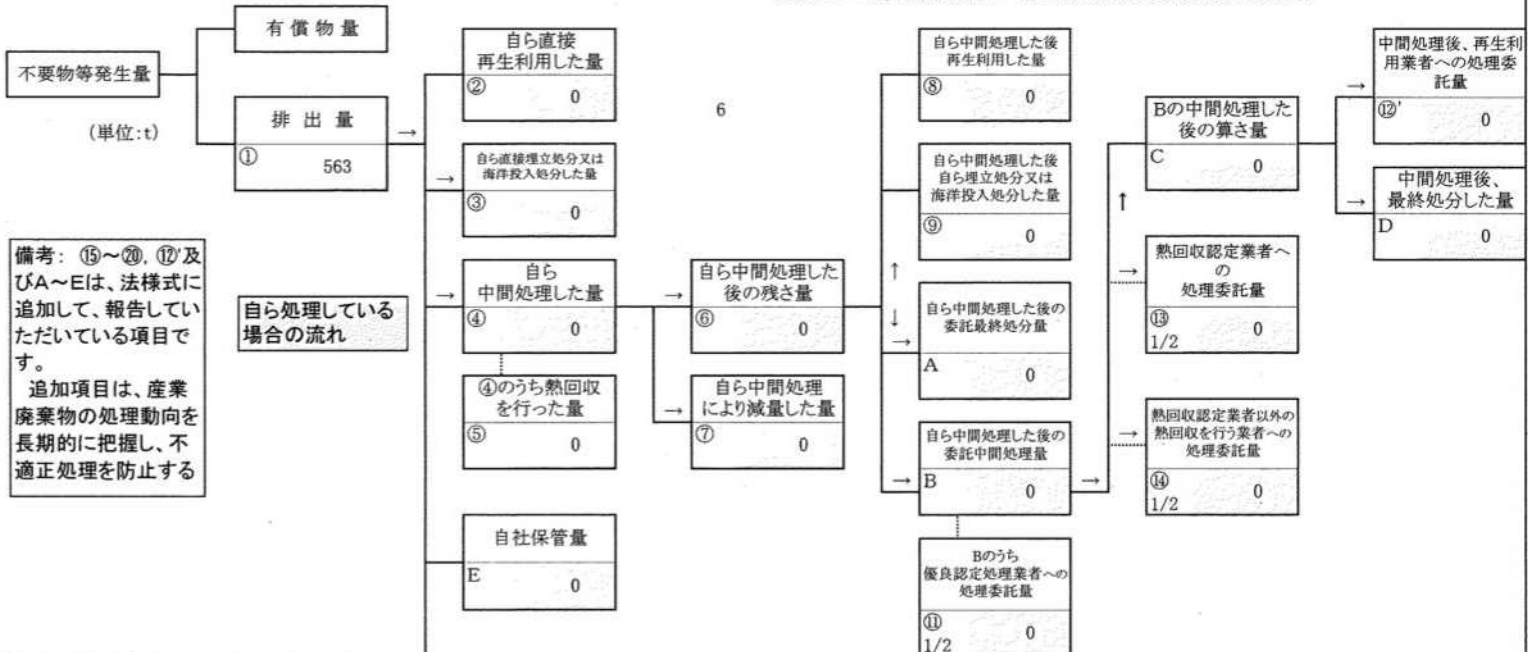 有償物量
不要物等発生量
(単位:t)
排出量
①
563
備考: ⑮~⑳, ⑫'及
びA~Eは、法様式に
追加して、報告してい
ただいている項目で
す。
追加項目は、産業
廃棄物の処理動向を
長期的に把握し、不
適正処理を防止する
自ら処理している
場合の流れ
自ら直接
再生利用した量
②
0
自ら直接埋立処分又は
海洋投入処分した量
③
0
自ら
中間処理した量
④
0
④のうち熱回収
を行った量
⑤
0
自社保管量
E
0
6
自ら中間処理した
後の残さ量
⑥
0
自ら中間処理
により減量した量
⑦
0
自ら中間処理した後
再生利用した量
⑧
0
自ら中間処理した後
自ら埋立処分又は
海洋投入処分した量
⑨
0
自ら中間処理した後の
委託最終処分量
A
0
自ら中間処理した後の
委託中間処理量
B
0
Bのうち
優良認定処理業者への
処理委託量
⑪
1/2
0
Bの中間処理した
後の算さ量
C
0
熱回収認定業者へ
の
処理委託量
⑬
1/2
0
熱回収認定業者以外の
熱回収を行う業者への
処理委託量
⑭
1/2
0
中間処理後、再生利
用業者への処理委
託量
⑫'
0
中間処理後、
最終処分した量
D
0